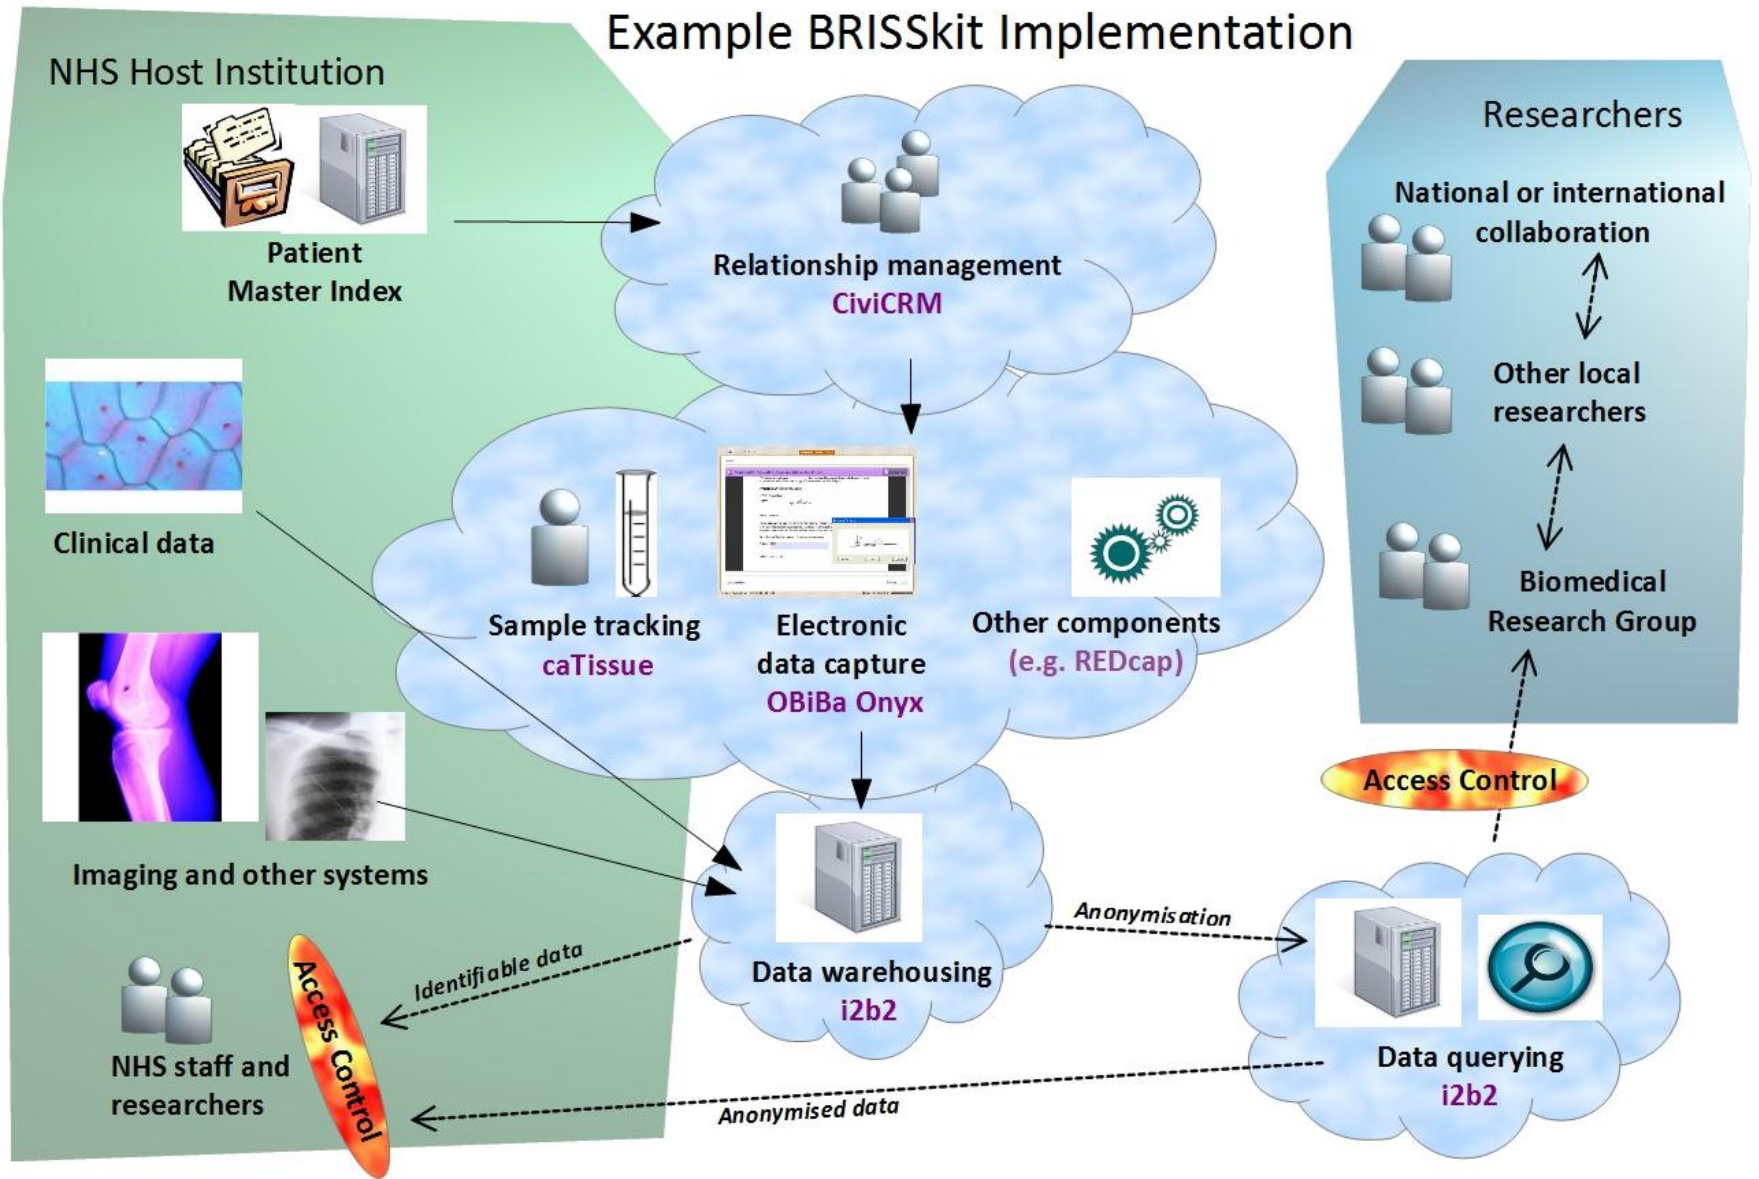 Example BRISSkit Implementation
NHS Host Institution
Patient
Master Index
Clinical data
Imaging and other systems
NHS staff and
researchers
Access Control
Relationship management
CiviCRM
Sample tracking
caTissue
Electronic
data capture
OBiBa Onyx
Other components
(e.g. REDcap)
Data warehousing
i2b2
Identifiable data
Anonymisation
Anonymised data
Data querying
i2b2
Access Control
Researchers
National or international
collaboration
Other local
researchers
Biomedical
Research Group